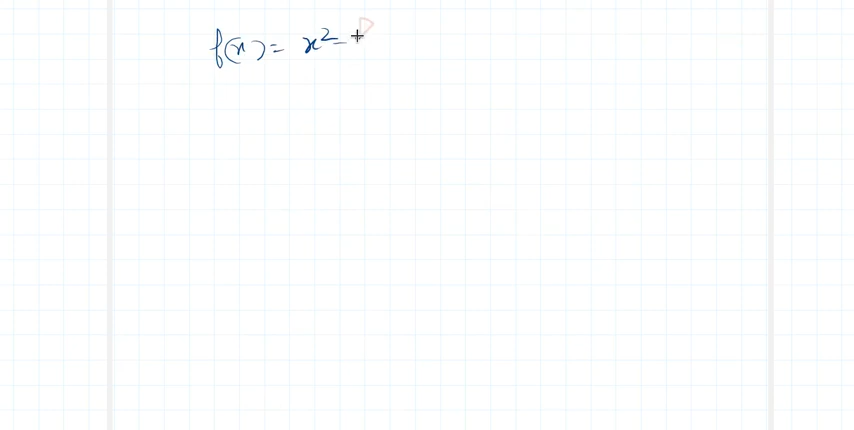 f(x) = x² –